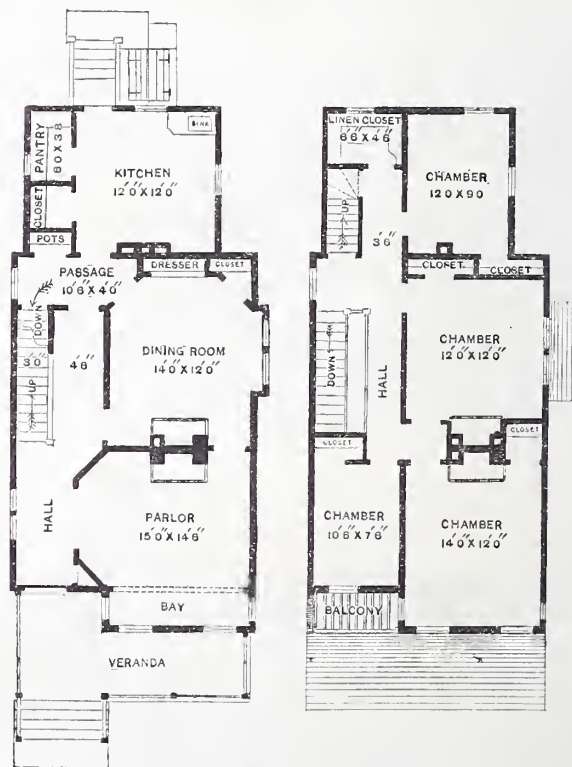 SINK
PANTRY
6'0" X 3'8"
KITCHEN
12'0" X 12'0"
CLOSET
POTS
PASSAGE
10'6" X 4'0"
DRESSER
CLOSET
DOWN
3'0"
UP
4'6"
DINING ROOM
14'0" X 12'0"
HALL
PARLOR
15'0" X 14'6"
BAY
VERANDA
LINEN CLOSET
6'6" X 4'6"
CHAMBER
12'0 X 9'0
UP
3'6"
CLOSET
CLOSET
CHAMBER
12'0" X 12'0"
DOWN
HALL
CLOSET
CLOSET
CHAMBER
10'6" X 7'6"
CHAMBER
14'0" X 12'0"
BALCONY